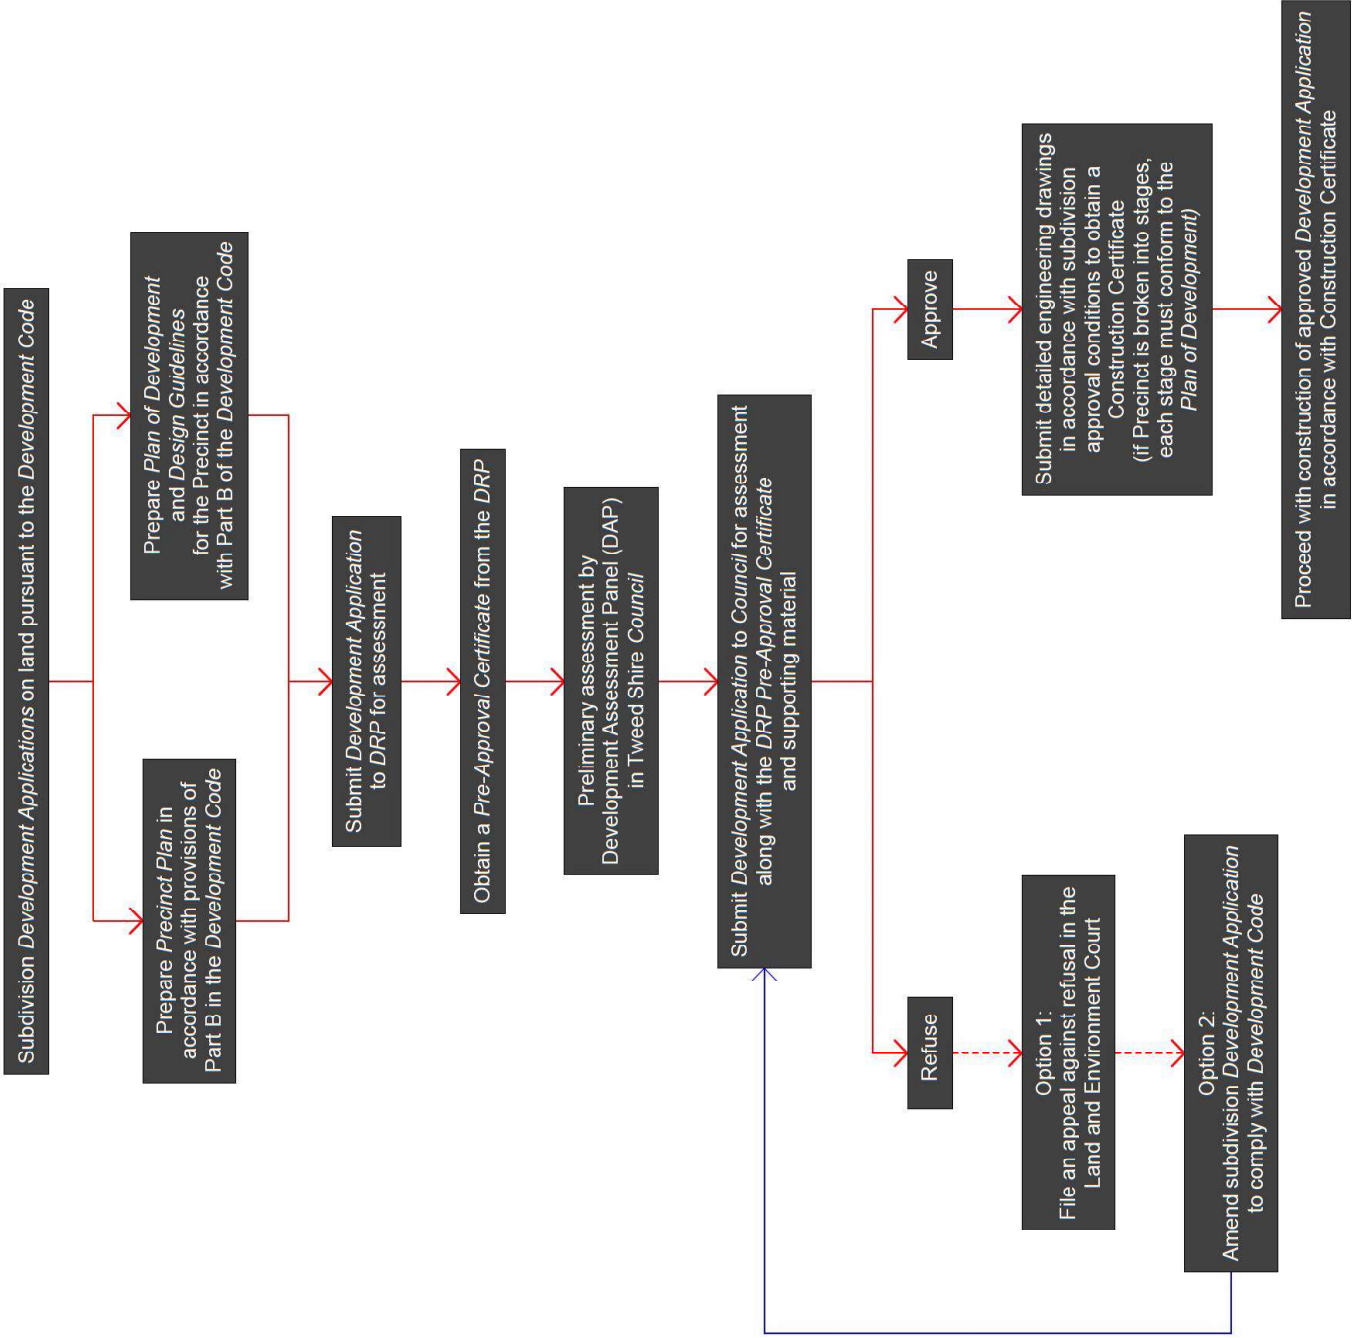 Subdivision Development Applications on land pursuant to the Development Code
Prepare Precinct Plan in
accordance with provisions of
Part B in the Development Code
Prepare Plan of Development
and Design Guidelines
for the Precinct in accordance
with Part B of the Development Code
Submit Development Application
to DRP for assessment
Obtain a Pre-Approval Certificate from the DRP
Preliminary assessment by
Development Assessment Panel (DAP)
in Tweed Shire Council
Submit Development Application to Council for assessment
along with the DRP Pre-Approval Certificate
and supporting material
Refuse
Approve
Option 1:
File an appeal against refusal in the
Land and Environment Court
Submit detailed engineering drawings
in accordance with subdivision
approval conditions to obtain a
Construction Certificate
(if Precinct is broken into stages,
each stage must conform to the
Plan of Development)
Option 2:
Amend subdivision Development Application
to comply with Development Code
Proceed with construction of approved Development Application
in accordance with Construction Certificate